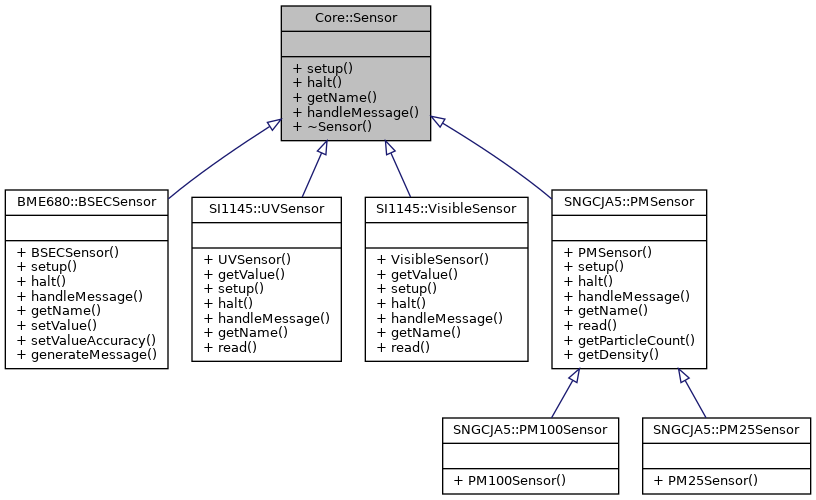 Core::Sensor
+ setup()
+ halt()
+ getName()
+ handleMessage()
+ ~Sensor()
BME680::BSECSensor
+ BSECSensor()
+ setup()
+ halt()
+ handleMessage()
+ getName()
+ setValue()
+ setValueAccuracy()
+ generateMessage()
SI1145::UVSensor
+ UVSensor()
+ getValue()
+ setup()
+ halt()
+ handleMessage()
+ getName()
+ read()
SI1145::VisibleSensor
+ VisibleSensor()
+ getValue()
+ setup()
+ halt()
+ handleMessage()
+ getName()
+ read()
SNGCJA5::PMSensor
+ PMSensor()
+ setup()
+ halt()
+ handleMessage()
+ getName()
+ read()
+ getParticleCount()
+ getDensity()
SNGCJA5::PM100Sensor
+ PM100Sensor()
SNGCJA5::PM25Sensor
+ PM25Sensor()